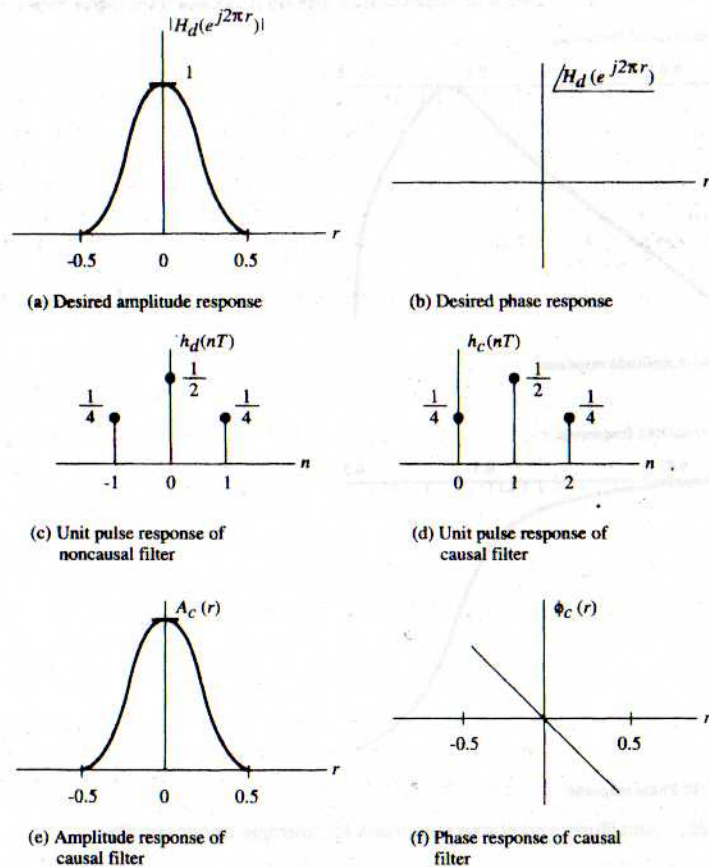 |H_d(e^{j2πr})|
1
-0.5 0 0.5 r
(a) Desired amplitude response
/H_d(e^{j2πr})
r
(b) Desired phase response
h_d(nT)
1/4 1/2 1/4
-1 0 1 n
(c) Unit pulse response of
noncausal filter
h_c(nT)
1/4 1/2 1/4
0 1 2 n
(d) Unit pulse response of
causal filter
A_c(r)
-0.5 0 0.5 r
(e) Amplitude response of
causal filter
ϕ_c(r)
-0.5 0.5 r
(f) Phase response of causal
filter